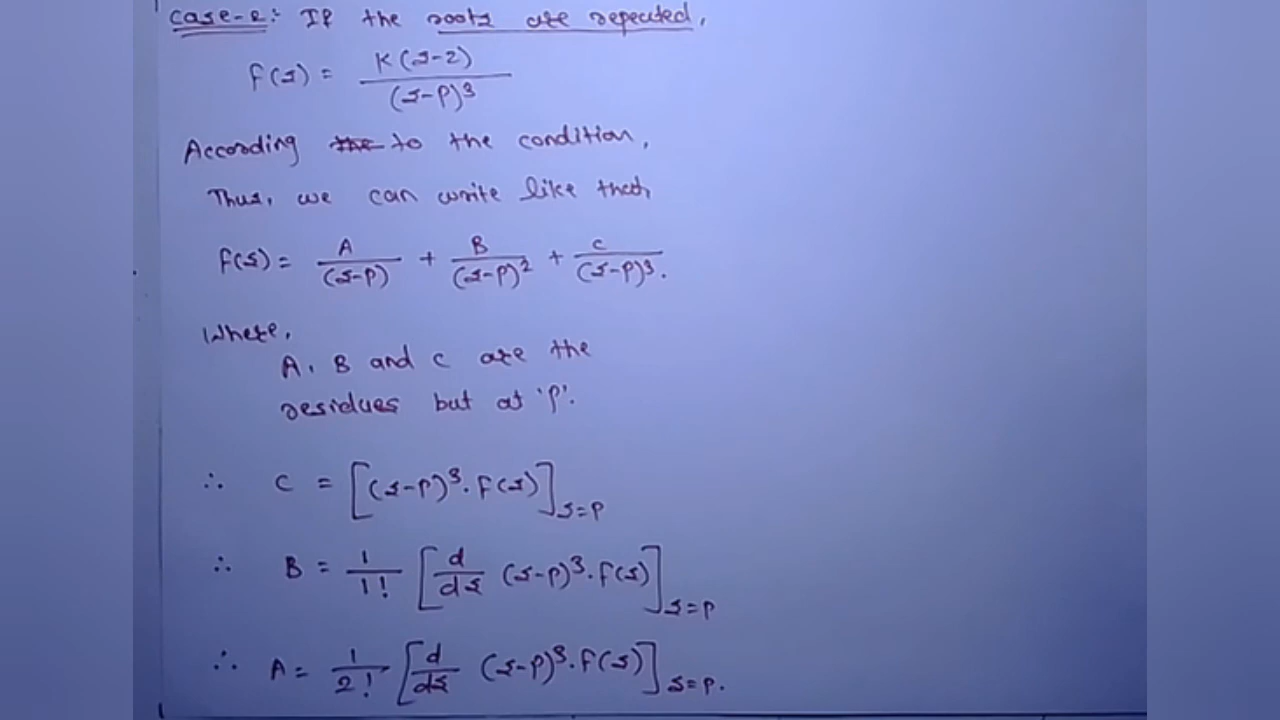 Case-2: If the roots are repeated,
F(s) = K(s-2) / (s-p)^3
According the to the condition,
Thus, we can write like that,
F(s) = A/(s-p) + B/(s-p)^2 + C/(s-p)^3.
Where,
A, B and C are the
residues but at 'p'.
∴ C = [(s-p)^3. F(s)]_{s=p}
∴ B = 1/1! [d/ds (s-p)^3. F(s)]_{s=p}
∴ A = 1/2! [d/ds (s-p)^3. F(s)]_{s=p}.